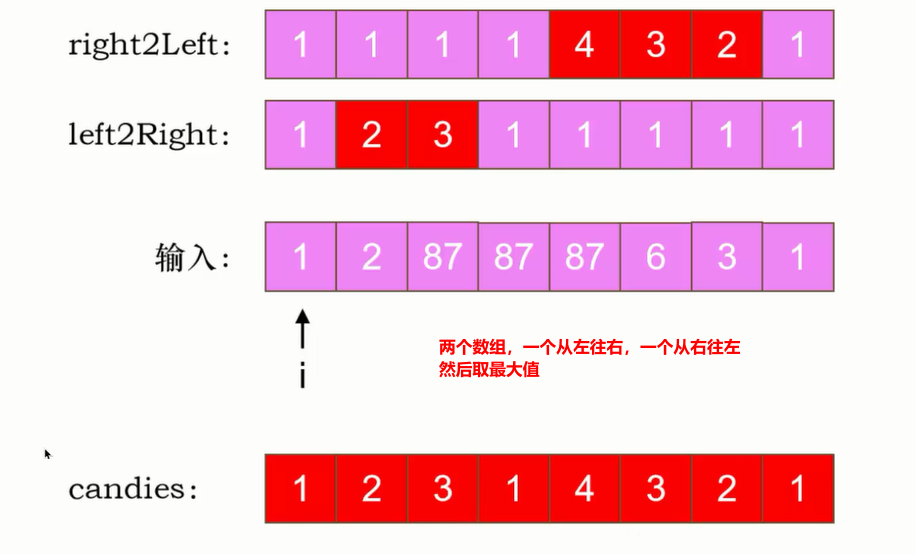 right2Left: 1 1 1 1 4 3 2 1
left2Right: 1 2 3 1 1 1 1 1
输入: 1 2 87 87 87 6 3 1
i
两个数组，一个从左往右，一个从右往左
然后取最大值
candies: 1 2 3 1 4 3 2 1